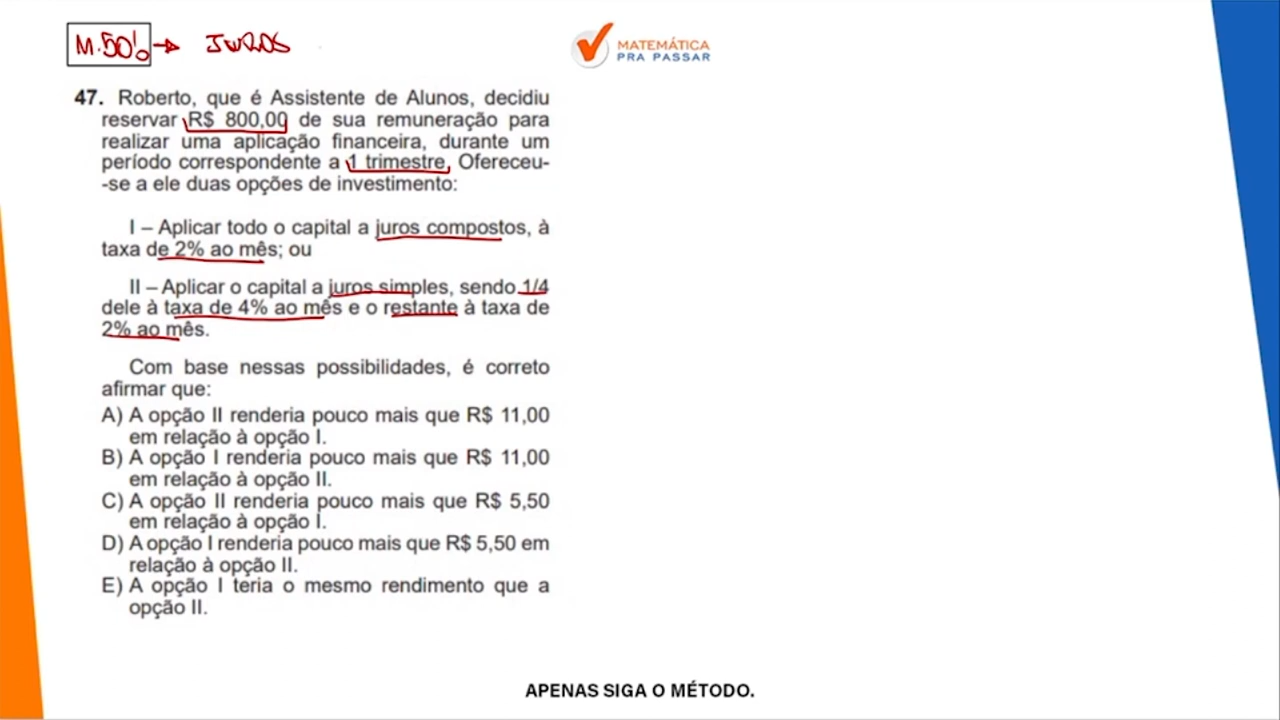 M.50% → JUROS
MATEMÁTICA
PRA PASSAR
47. Roberto, que é Assistente de Alunos, decidiu
reservar R$ 800,00 de sua remuneração para
realizar uma aplicação financeira, durante um
período correspondente a 1 trimestre. Ofereceu-
-se a ele duas opções de investimento:
I – Aplicar todo o capital a juros compostos, à
taxa de 2% ao mês; ou
II – Aplicar o capital a juros simples, sendo 1/4
dele à taxa de 4% ao mês e o restante à taxa de
2% ao mês.
Com base nessas possibilidades, é correto
afirmar que:
A) A opção II renderia pouco mais que R$ 11,00
em relação à opção I.
B) A opção I renderia pouco mais que R$ 11,00
em relação à opção II.
C) A opção II renderia pouco mais que R$ 5,50
em relação à opção I.
D) A opção I renderia pouco mais que R$ 5,50 em
relação à opção II.
E) A opção I teria o mesmo rendimento que a
opção II.
APENAS SIGA O MÉTODO.